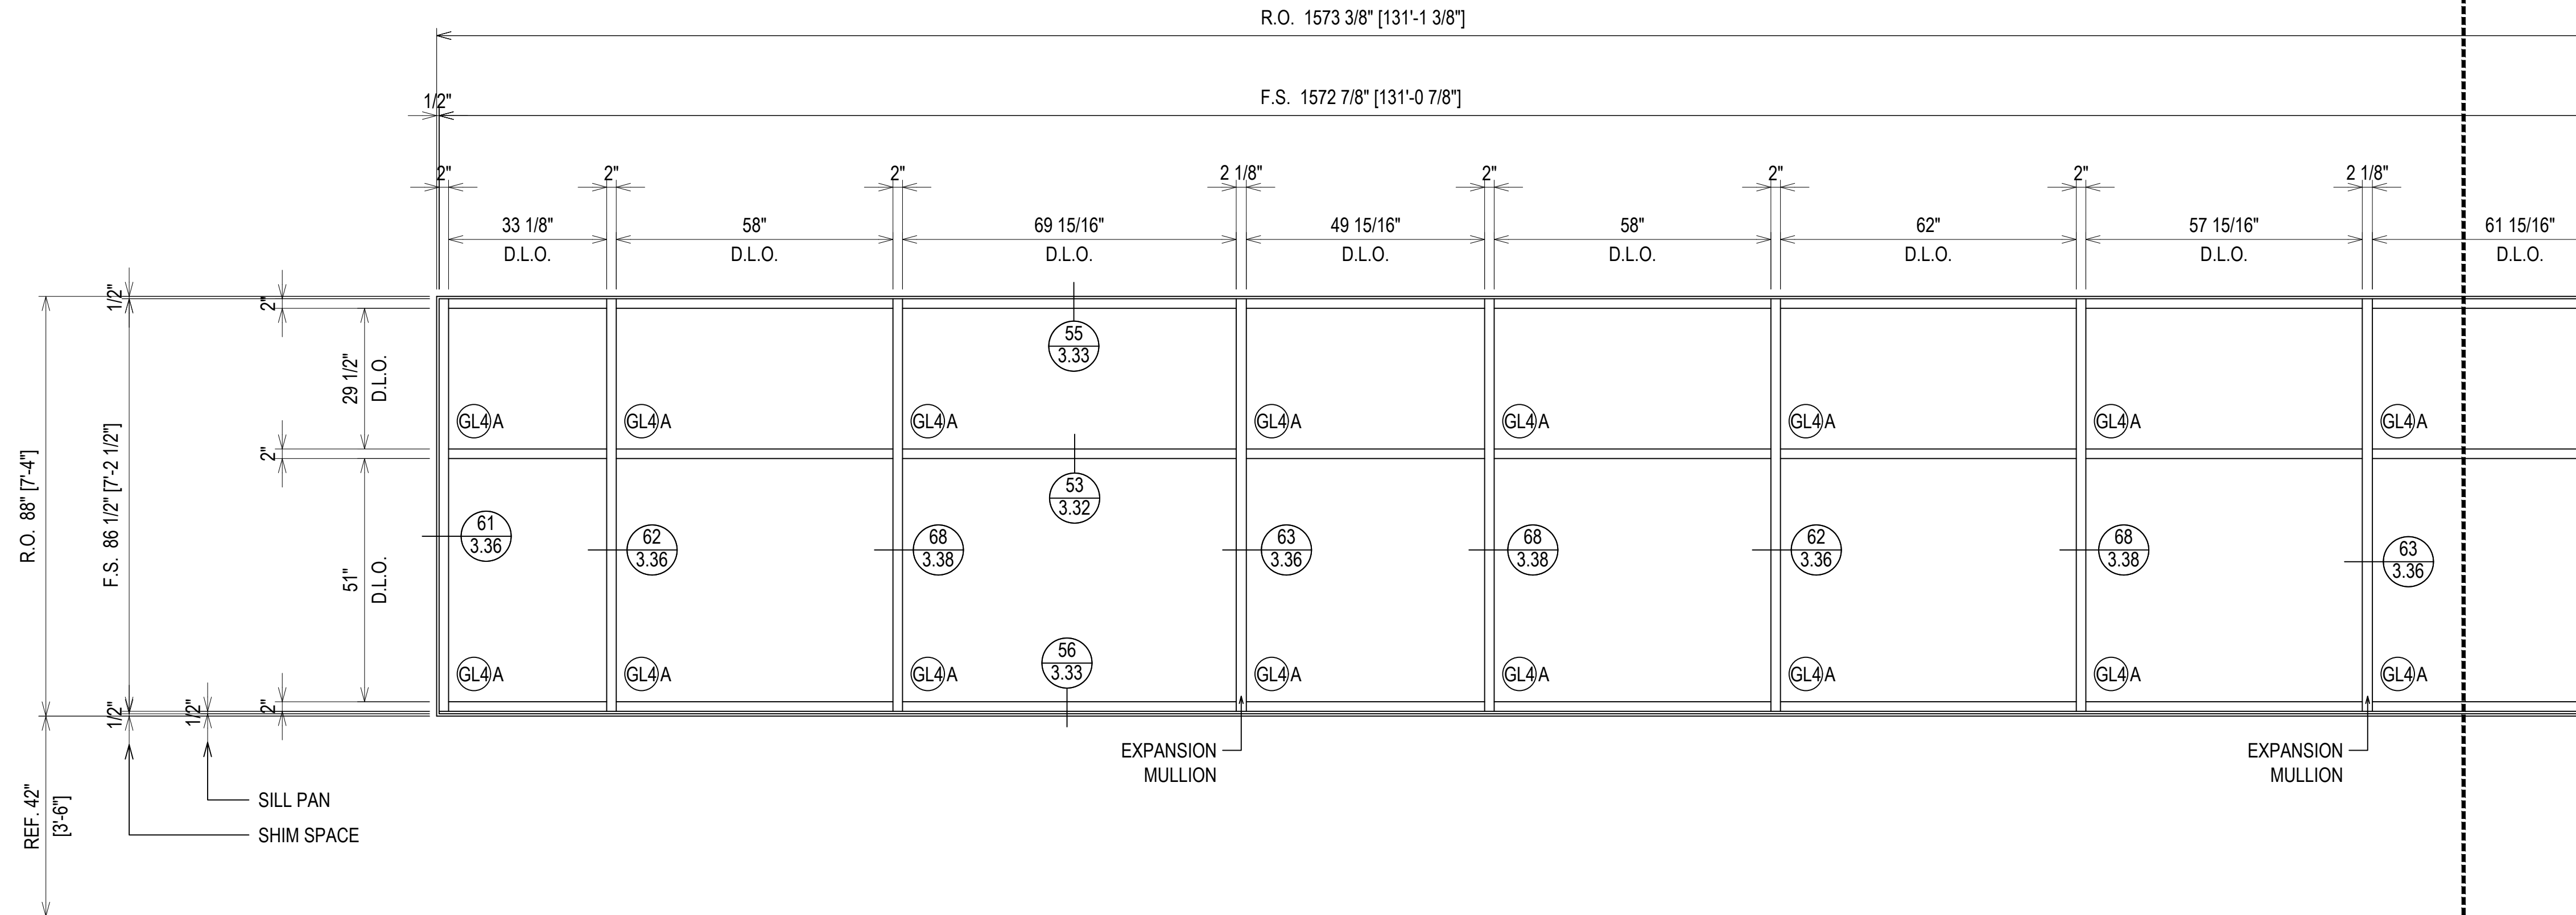 R.O. 1573 3/8" [131'-1 3/8"]
F.S. 1572 7/8" [131'-0 7/8"]
1/2"
2"
2"
2"
2 1/8"
2"
2"
2"
2 1/8"
33 1/8"
D.L.O.
58"
D.L.O.
69 15/16"
D.L.O.
49 15/16"
D.L.O.
58"
D.L.O.
62"
D.L.O.
57 15/16"
D.L.O.
61 15/16"
D.L.O.
R.O. 88" [7'-4"]
F.S. 86 1/2" [7'-2 1/2"]
1/2"
2"
29 1/2"
D.L.O.
2"
51"
D.L.O.
1/2"
1/2"
2"
REF. 42"
[3'-6"]
55
3.33
GL4 A
GL4 A
GL4 A
GL4 A
GL4 A
GL4 A
GL4 A
GL4 A
53
3.32
61
3.36
62
3.36
68
3.38
63
3.36
68
3.38
62
3.36
68
3.38
63
3.36
56
3.33
GL4 A
GL4 A
GL4 A
GL4 A
GL4 A
GL4 A
GL4 A
GL4 A
EXPANSION
MULLION
EXPANSION
MULLION
SILL PAN
SHIM SPACE